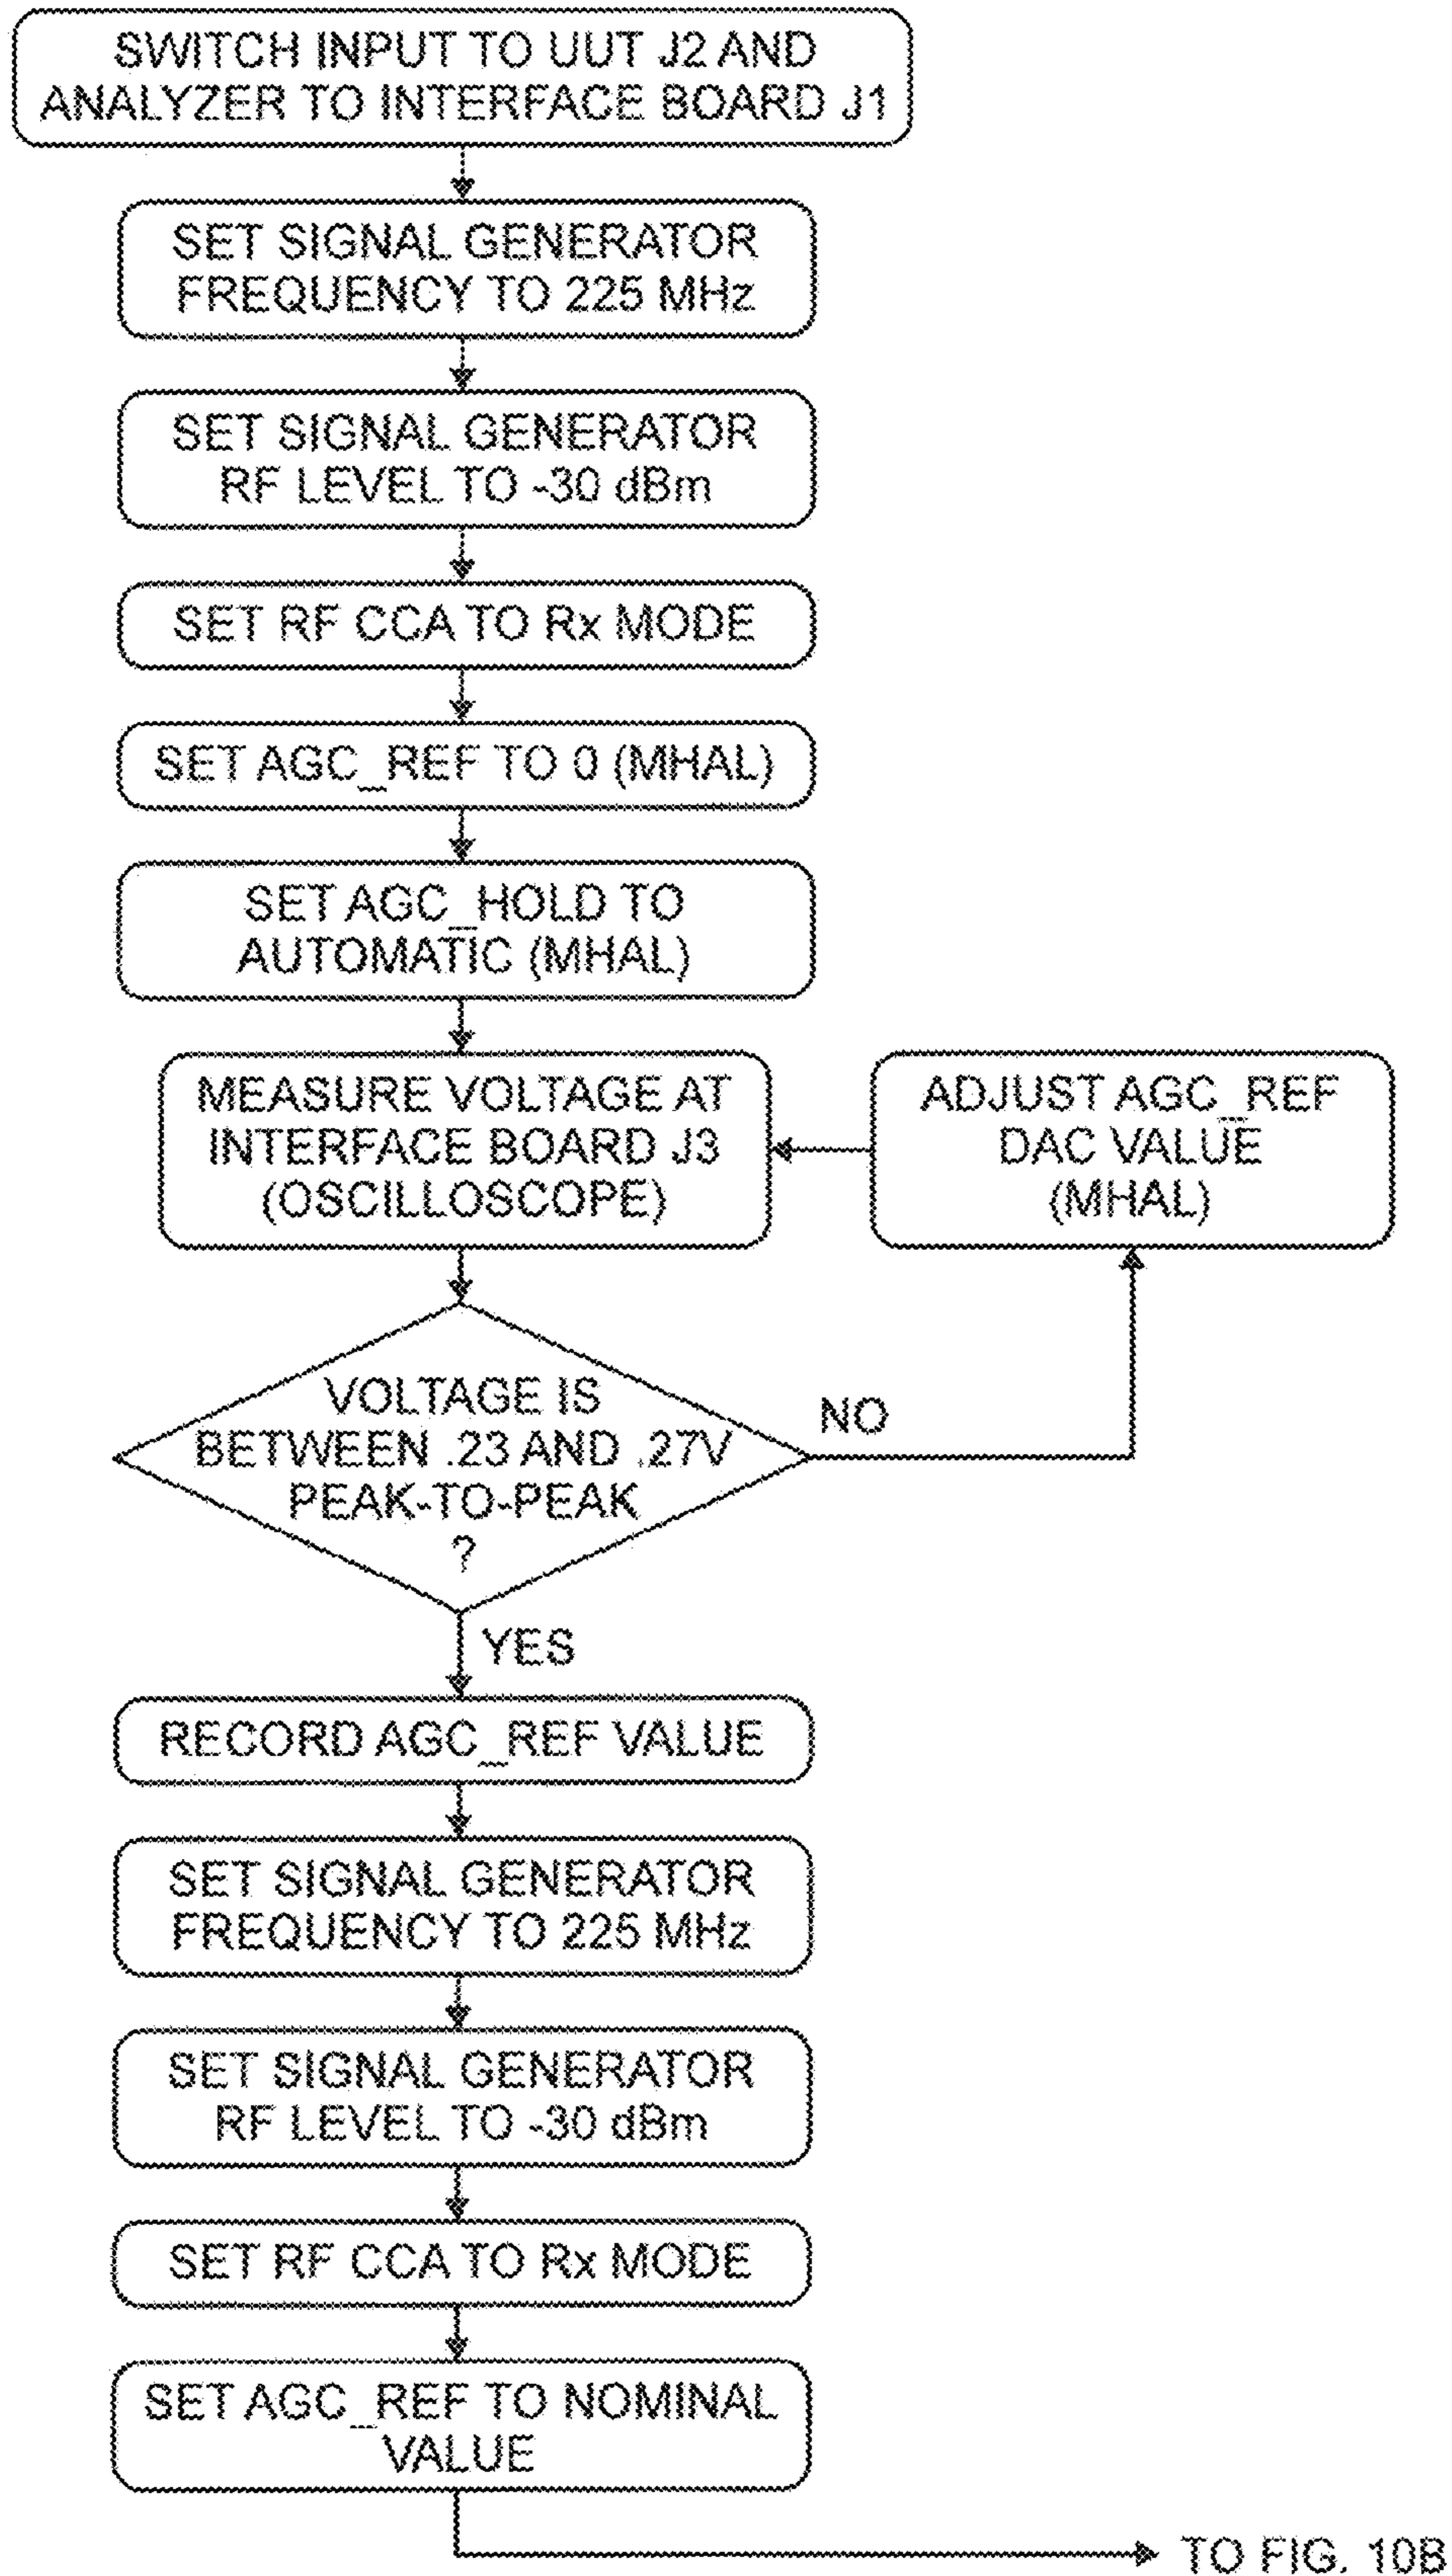 SWITCH INPUT TO UUT J2 AND
ANALYZER TO INTERFACE BOARD J1
SET SIGNAL GENERATOR
FREQUENCY TO 225 MHz
SET SIGNAL GENERATOR
RF LEVEL TO -30 dBm
SET RF CCA TO Rx MODE
SET AGC_REF TO 0 (MHAL)
SET AGC_HOLD TO
AUTOMATIC (MHAL)
MEASURE VOLTAGE AT
INTERFACE BOARD J3
(OSCILLOSCOPE)
ADJUST AGC_REF
DAC VALUE
(MHAL)
VOLTAGE IS
BETWEEN .23 AND .27V
PEAK-TO-PEAK
?
NO
YES
RECORD AGC_REF VALUE
SET SIGNAL GENERATOR
FREQUENCY TO 225 MHz
SET SIGNAL GENERATOR
RF LEVEL TO -30 dBm
SET RF CCA TO Rx MODE
SET AGC_REF TO NOMINAL
VALUE
TO FIG. 10B